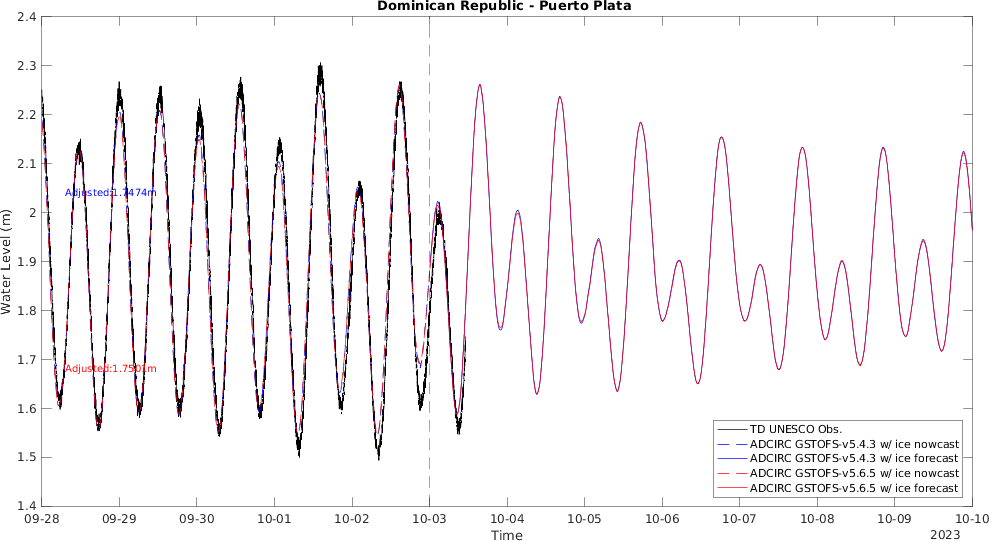 Dominican Republic - Puerto Plata
Water Level (m)
2.4
2.3
2.2
2.1
2
1.9
1.8
1.7
1.6
1.5
1.4
Adjusted:1.7474m
Adjusted:1.7501m
TD UNESCO Obs.
ADCIRC GSTOFS-v5.4.3 w/ ice nowcast
ADCIRC GSTOFS-v5.4.3 w/ ice forecast
ADCIRC GSTOFS-v5.6.5 w/ ice nowcast
ADCIRC GSTOFS-v5.6.5 w/ ice forecast
09-28 09-29 09-30 10-01 10-02 10-03 10-04 10-05 10-06 10-07 10-08 10-09 10-10
Time
2023